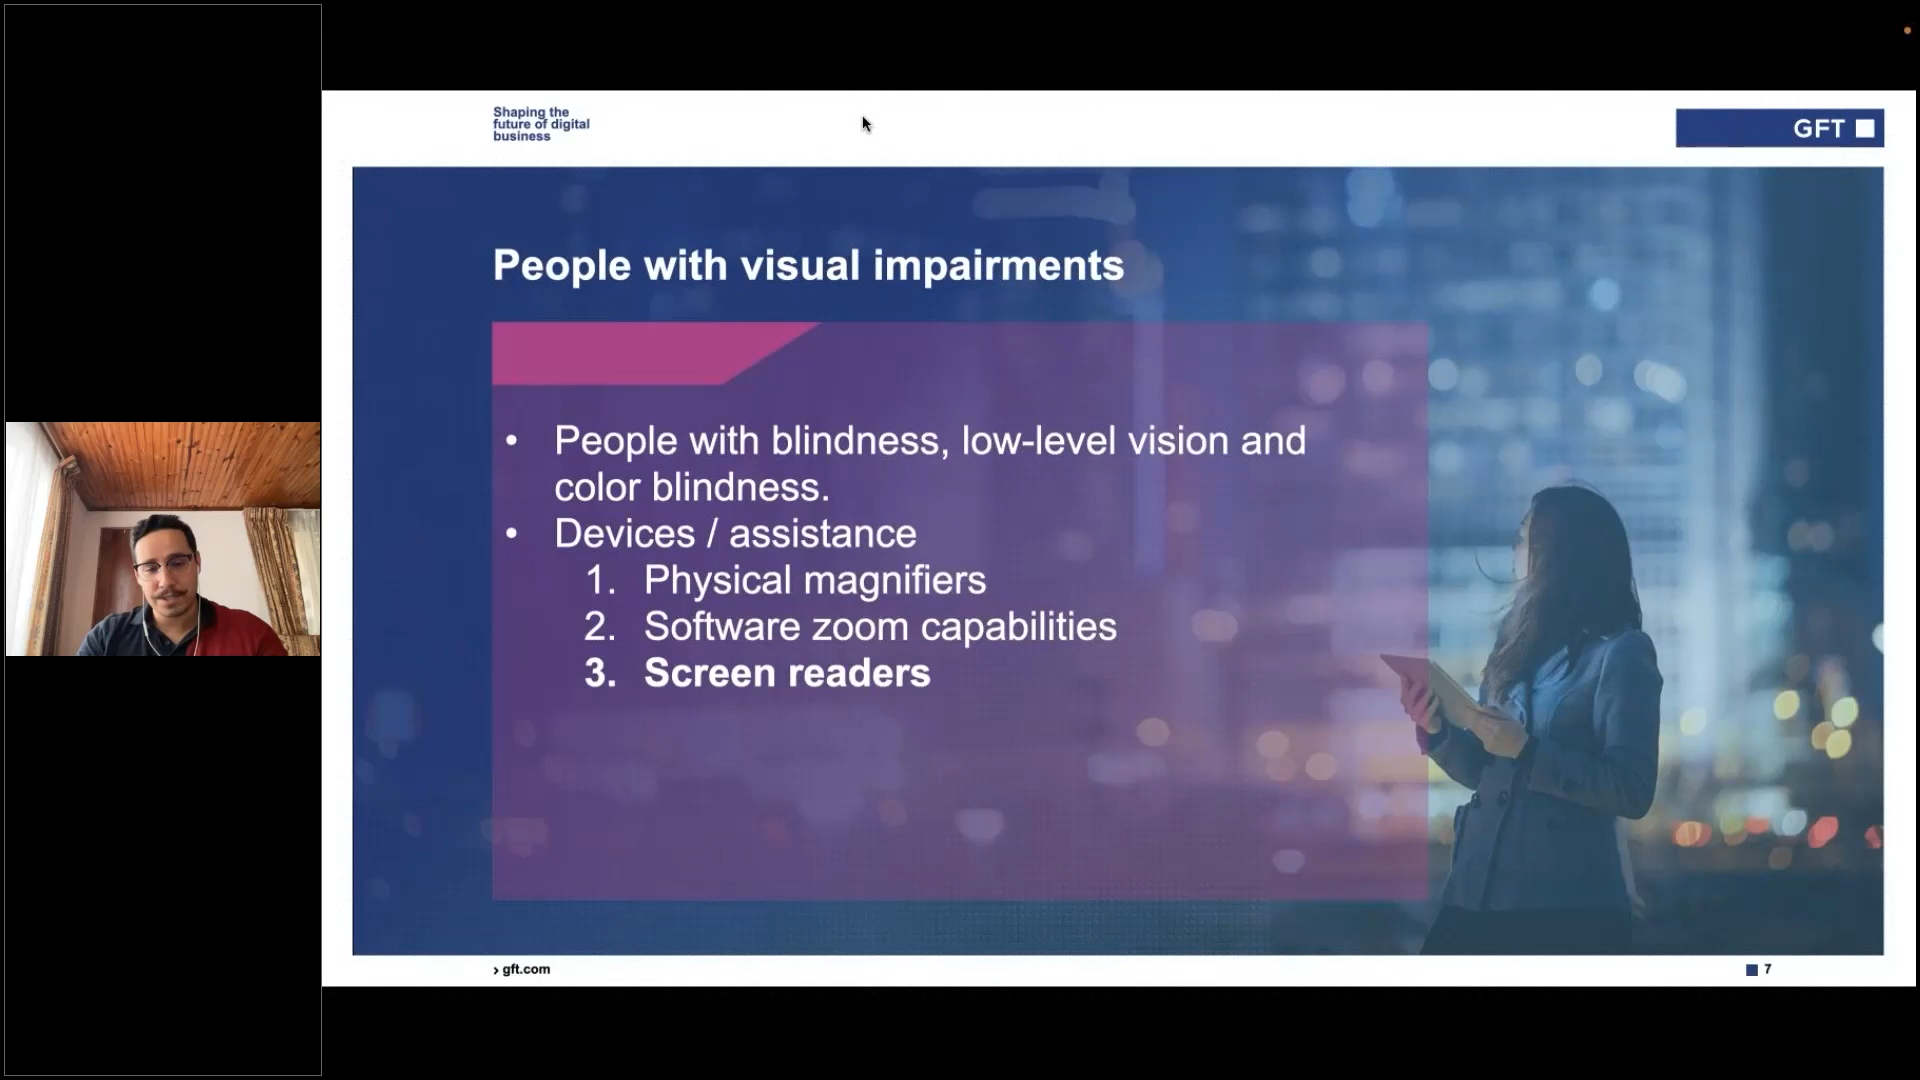 Shaping the
future of digital
business
GFT
People with visual impairments
• People with blindness, low-level vision and
color blindness.
• Devices / assistance
1. Physical magnifiers
2. Software zoom capabilities
3. Screen readers
› gft.com
7